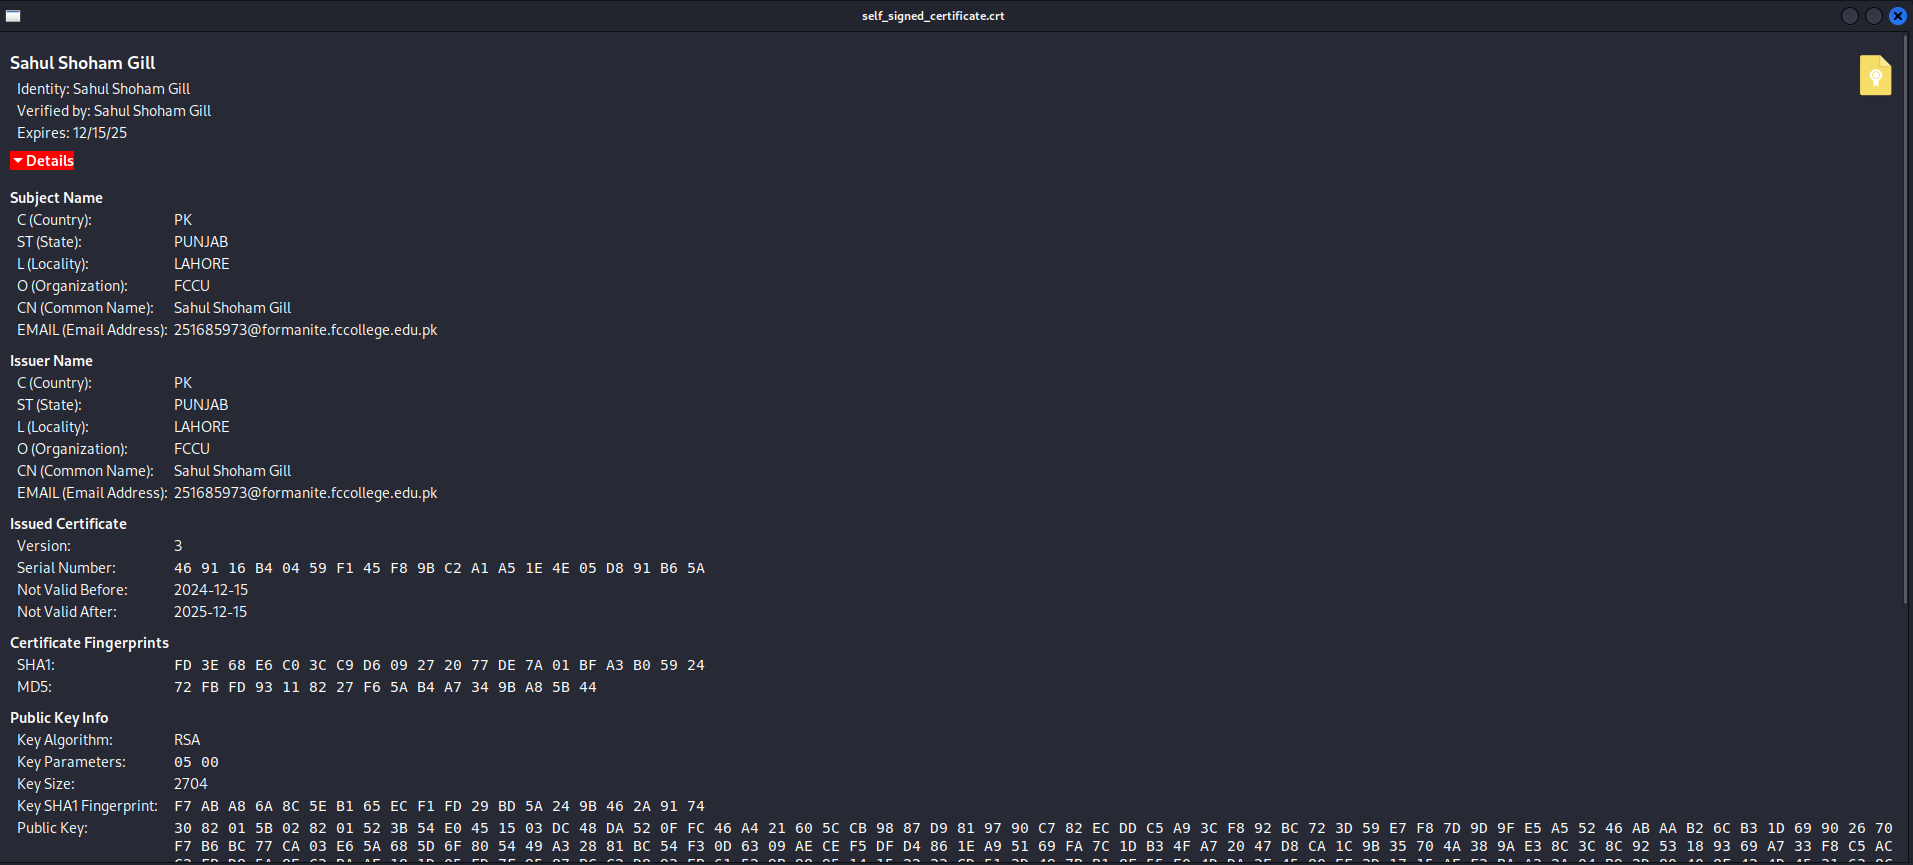 self_signed_certificate.crt
Sahul Shoham Gill
Identity: Sahul Shoham Gill
Verified by: Sahul Shoham Gill
Expires: 12/15/25
Details
Subject Name
C (Country): PK
ST (State): PUNJAB
L (Locality): LAHORE
O (Organization): FCCU
CN (Common Name): Sahul Shoham Gill
EMAIL (Email Address): 251685973@formanite.fccollege.edu.pk
Issuer Name
C (Country): PK
ST (State): PUNJAB
L (Locality): LAHORE
O (Organization): FCCU
CN (Common Name): Sahul Shoham Gill
EMAIL (Email Address): 251685973@formanite.fccollege.edu.pk
Issued Certificate
Version: 3
Serial Number: 46 91 16 B4 04 59 F1 45 F8 9B C2 A1 A5 1E 4E 05 D8 91 B6 5A
Not Valid Before: 2024-12-15
Not Valid After: 2025-12-15
Certificate Fingerprints
SHA1: FD 3E 68 E6 C0 3C C9 D6 09 27 20 77 DE 7A 01 BF A3 B0 59 24
MD5: 72 FB FD 93 11 82 27 F6 5A B4 A7 34 9B A8 5B 44
Public Key Info
Key Algorithm: RSA
Key Parameters: 05 00
Key Size: 2704
Key SHA1 Fingerprint: F7 AB A8 6A 8C 5E B1 65 EC F1 FD 29 BD 5A 24 9B 46 2A 91 74
Public Key: 30 82 01 5B 02 82 01 52 3B 54 E0 45 15 03 DC 48 DA 52 0F FC 46 A4 21 60 5C CB 98 87 D9 81 97 90 C7 82 EC DD C5 A9 3C F8 92 BC 72 3D 59 E7 F8 7D 9D 9F E5 A5 52 46 AB AA B2 6C B3 1D 69 90 26 70
F7 B6 BC 77 CA 03 E6 5A 68 5D 6F 80 54 49 A3 28 81 BC 54 F3 0D 63 09 AE CE F5 DF D4 86 1E A9 51 69 FA 7C 1D B3 4F A7 20 47 D8 CA 1C 9B 35 70 4A 38 9A E3 8C 3C 8C 92 53 18 93 69 A7 33 F8 C5 AC